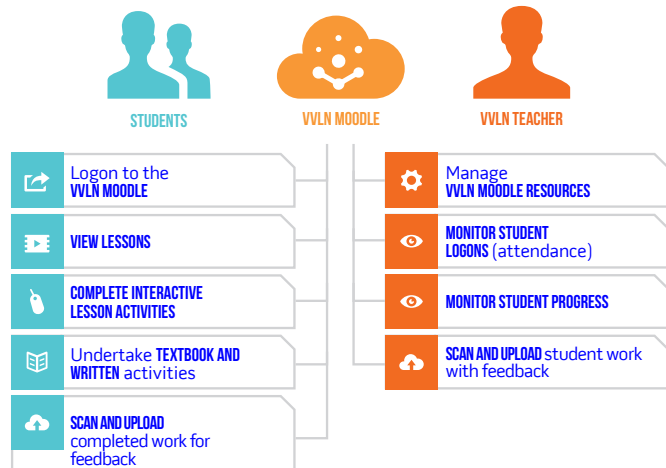 STUDENTS
VVLN MOODLE
VVLN TEACHER
Logon to the
VVLN MOODLE
VIEW LESSONS
COMPLETE INTERACTIVE
LESSON ACTIVITIES
Undertake TEXTBOOK AND
WRITTEN activities
SCAN AND UPLOAD
completed work for
feedback
Manage
VVLN MOODLE RESOURCES
MONITOR STUDENT
LOGONS (attendance)
MONITOR STUDENT PROGRESS
SCAN AND UPLOAD student work
with feedback